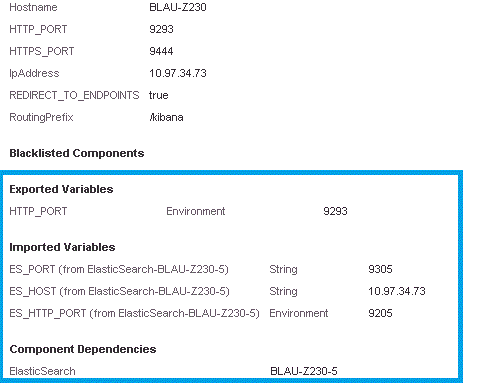 Hostname BLAU-Z230
HTTP_PORT 9293
HTTPS_PORT 9444
IpAddress 10.97.34.73
REDIRECT_TO_ENDPOINTS true
RoutingPrefix /kibana
Blacklisted Components
Exported Variables
HTTP_PORT Environment 9293
Imported Variables
ES_PORT (from ElasticSearch-BLAU-Z230-5) String 9305
ES_HOST (from ElasticSearch-BLAU-Z230-5) String 10.97.34.73
ES_HTTP_PORT (from ElasticSearch-BLAU-Z230-5) Environment 9205
Component Dependencies
ElasticSearch BLAU-Z230-5